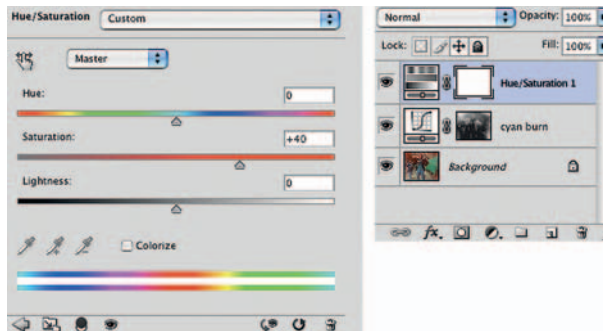 Hue/Saturation Custom
Master
Hue: 0
Saturation: +40
Lightness: 0
Colorize
Normal Opacity: 100%
Lock: Fill: 100%
Hue/Saturation 1
cyan burn
Background
fx.